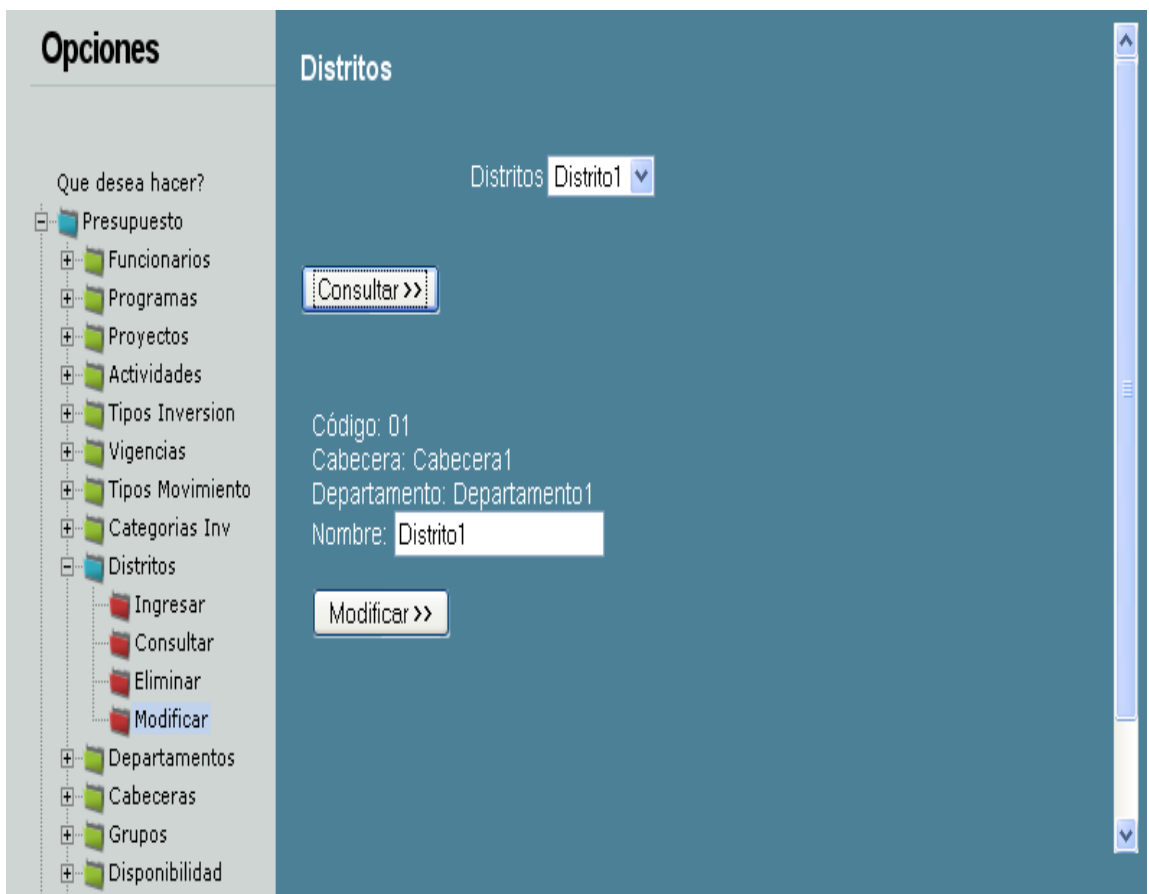 Opciones
Que desea hacer?
Presupuesto
Funcionarios
Programas
Proyectos
Actividades
Tipos Inversion
Vigencias
Tipos Movimiento
Categorias Inv
Distritos
Ingresar
Consultar
Eliminar
Modificar
Departamentos
Cabeceras
Grupos
Disponibilidad
Distritos
Distritos Distrito1
Consultar >>
Código: 01
Cabecera: Cabecera1
Departamento: Departamento1
Nombre: Distrito1
Modificar >>